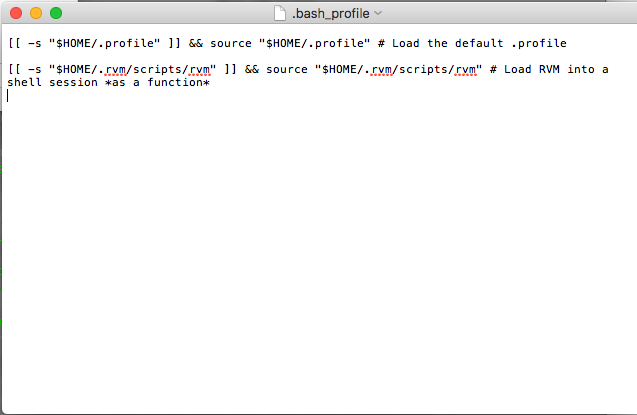 .bash_profile
[[ -s "$HOME/.profile" ]] && source "$HOME/.profile" # Load the default .profile
[[ -s "$HOME/.rvm/scripts/rvm" ]] && source "$HOME/.rvm/scripts/rvm" # Load RVM into a
shell session *as a function*